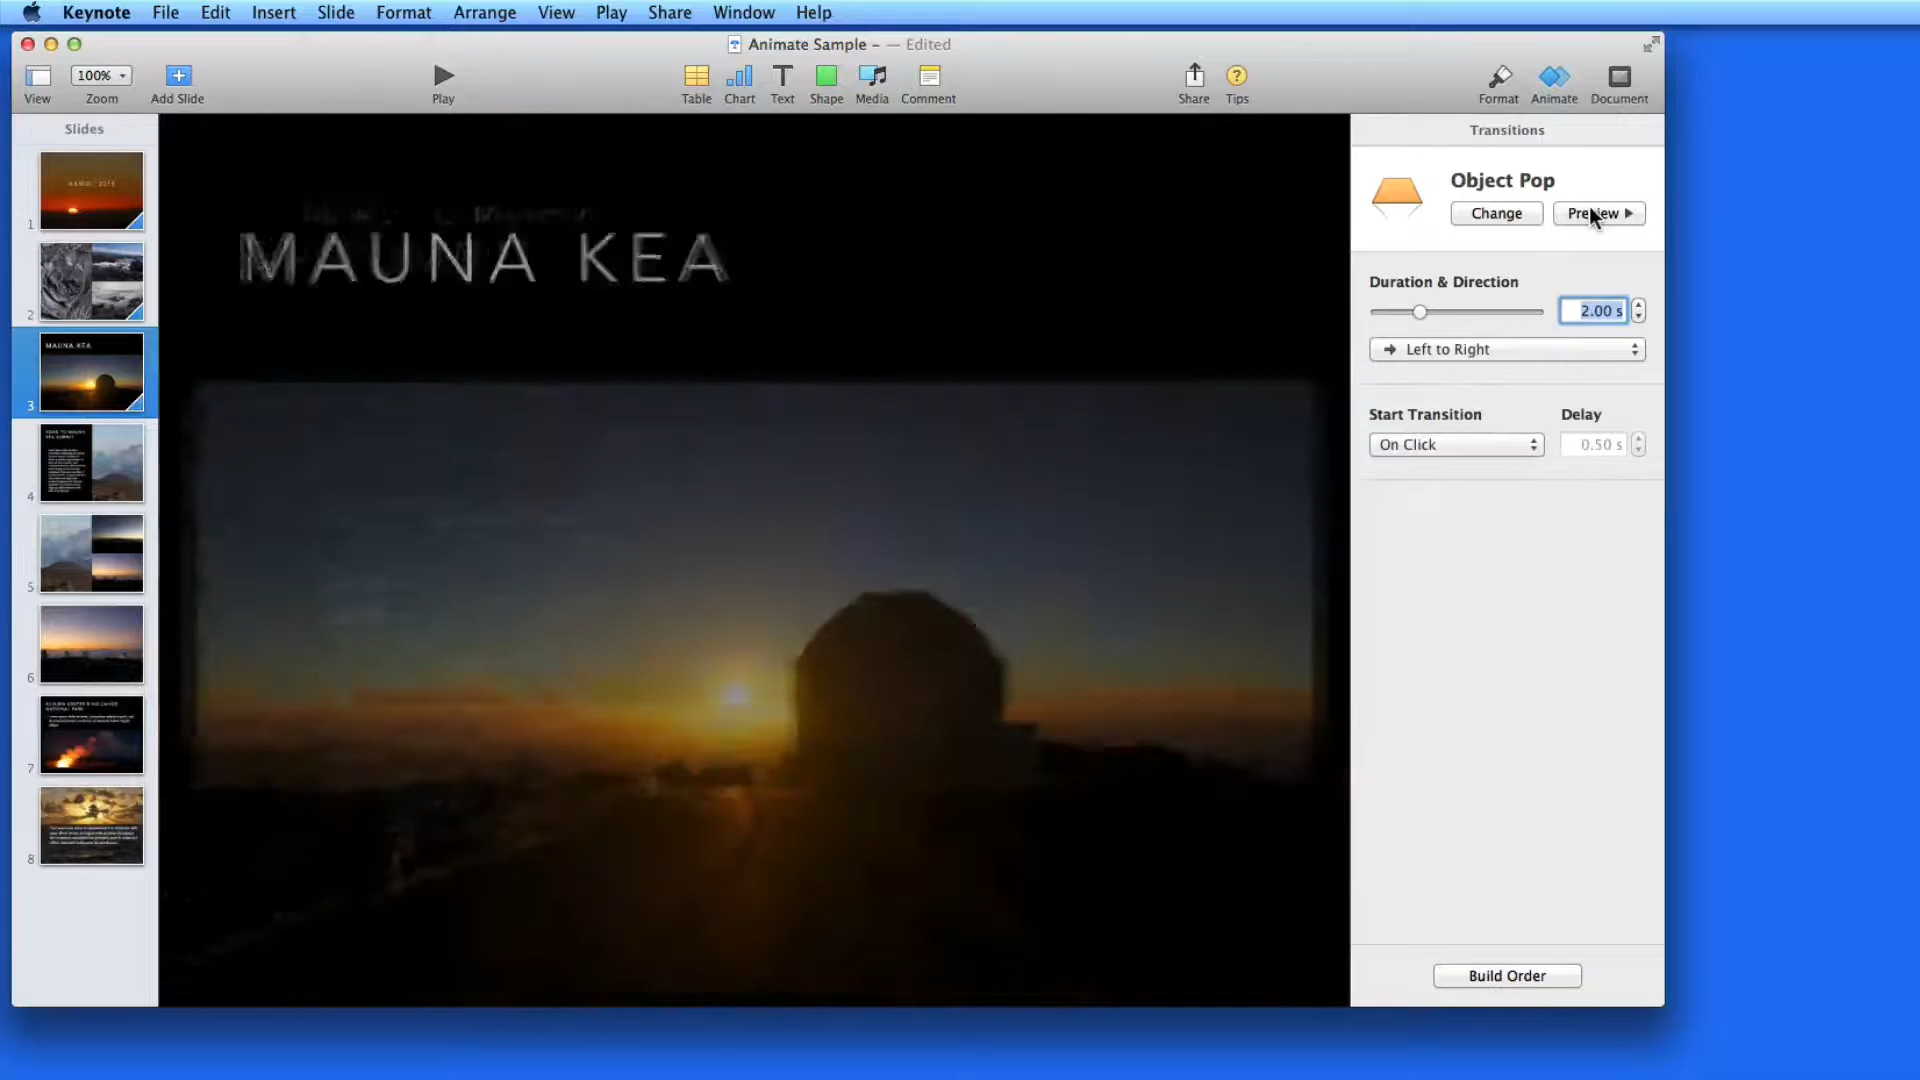 Keynote File Edit Insert Slide Format Arrange View Play Share Window Help
Animate Sample – — Edited
100%
View Zoom Add Slide Play Table Chart Text Shape Media Comment Share Tips Format Animate Document
Slides
Transitions
HAWAII
1
2
MAUNA KEA
3
4
5
6
7
8
MAUNA KEA
Object Pop
Change Preview
Duration & Direction
2.00 s
Left to Right
Start Transition Delay
On Click 0.50 s
Build Order